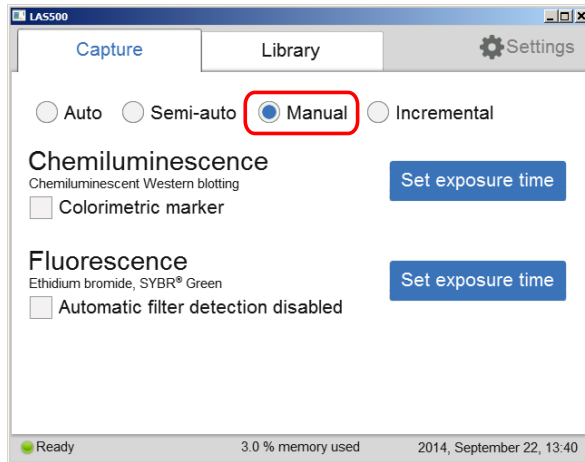 LAS500
Capture Library Settings
Auto Semi-auto Manual Incremental
Chemiluminescence
Chemiluminescent Western blotting
Set exposure time
Colorimetric marker
Fluorescence
Ethidium bromide, SYBR® Green
Set exposure time
Automatic filter detection disabled
Ready 3.0 % memory used 2014, September 22, 13:40